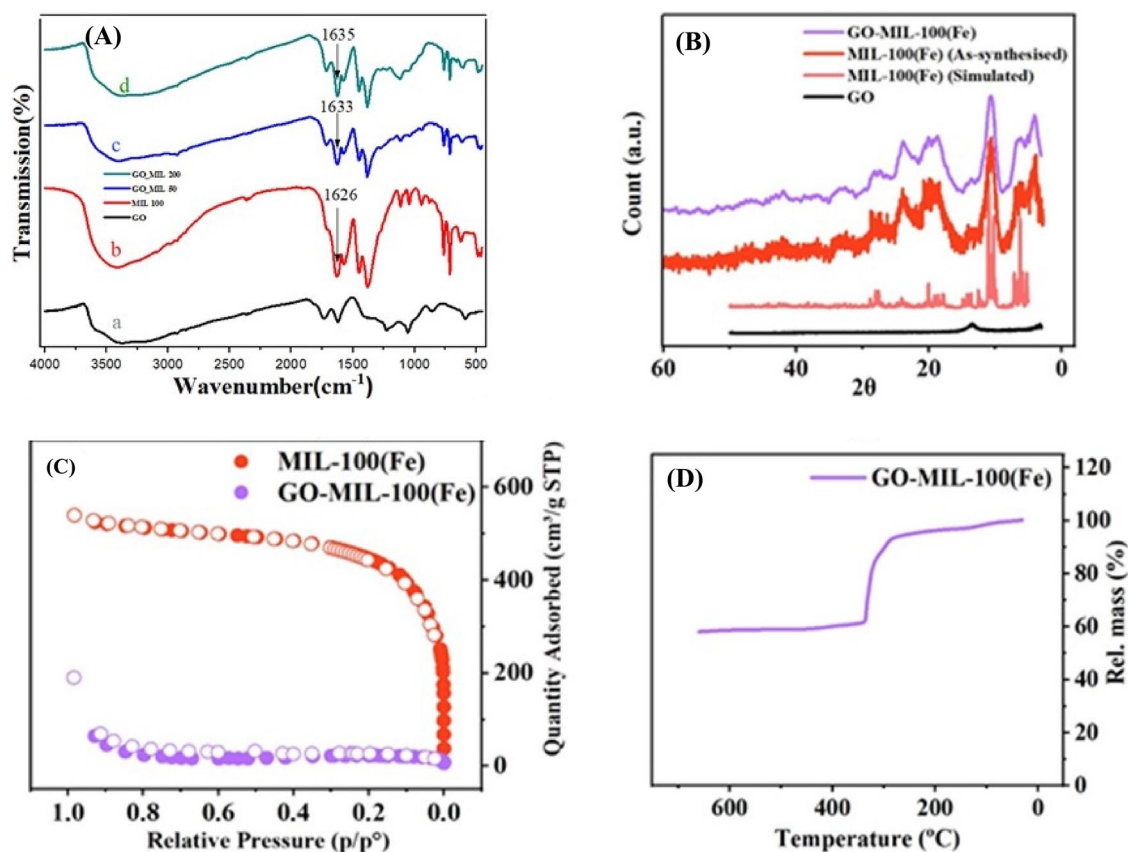 (A)
1635
d
1633
c
GO_MIL 200
GO_MIL 50
MIL 100
GO
1626
b
a
Transmission(%)
4000 3500 3000 2500 2000 1500 1000 500
Wavenumber(cm⁻¹)
(B)
GO-MIL-100(Fe)
MIL-100(Fe) (As-synthesised)
MIL-100(Fe) (Simulated)
GO
Count (a.u.)
60 40 20 0
2θ
(C)
MIL-100(Fe)
GO-MIL-100(Fe)
600
400
200
0
Quantity Adsorbed (cm³/g STP)
1.0 0.8 0.6 0.4 0.2 0.0
Relative Pressure (p/p°)
(D)
GO-MIL-100(Fe)
120
100
80
60
40
20
0
Rel. mass (%)
600 400 200 0
Temperature (ºC)